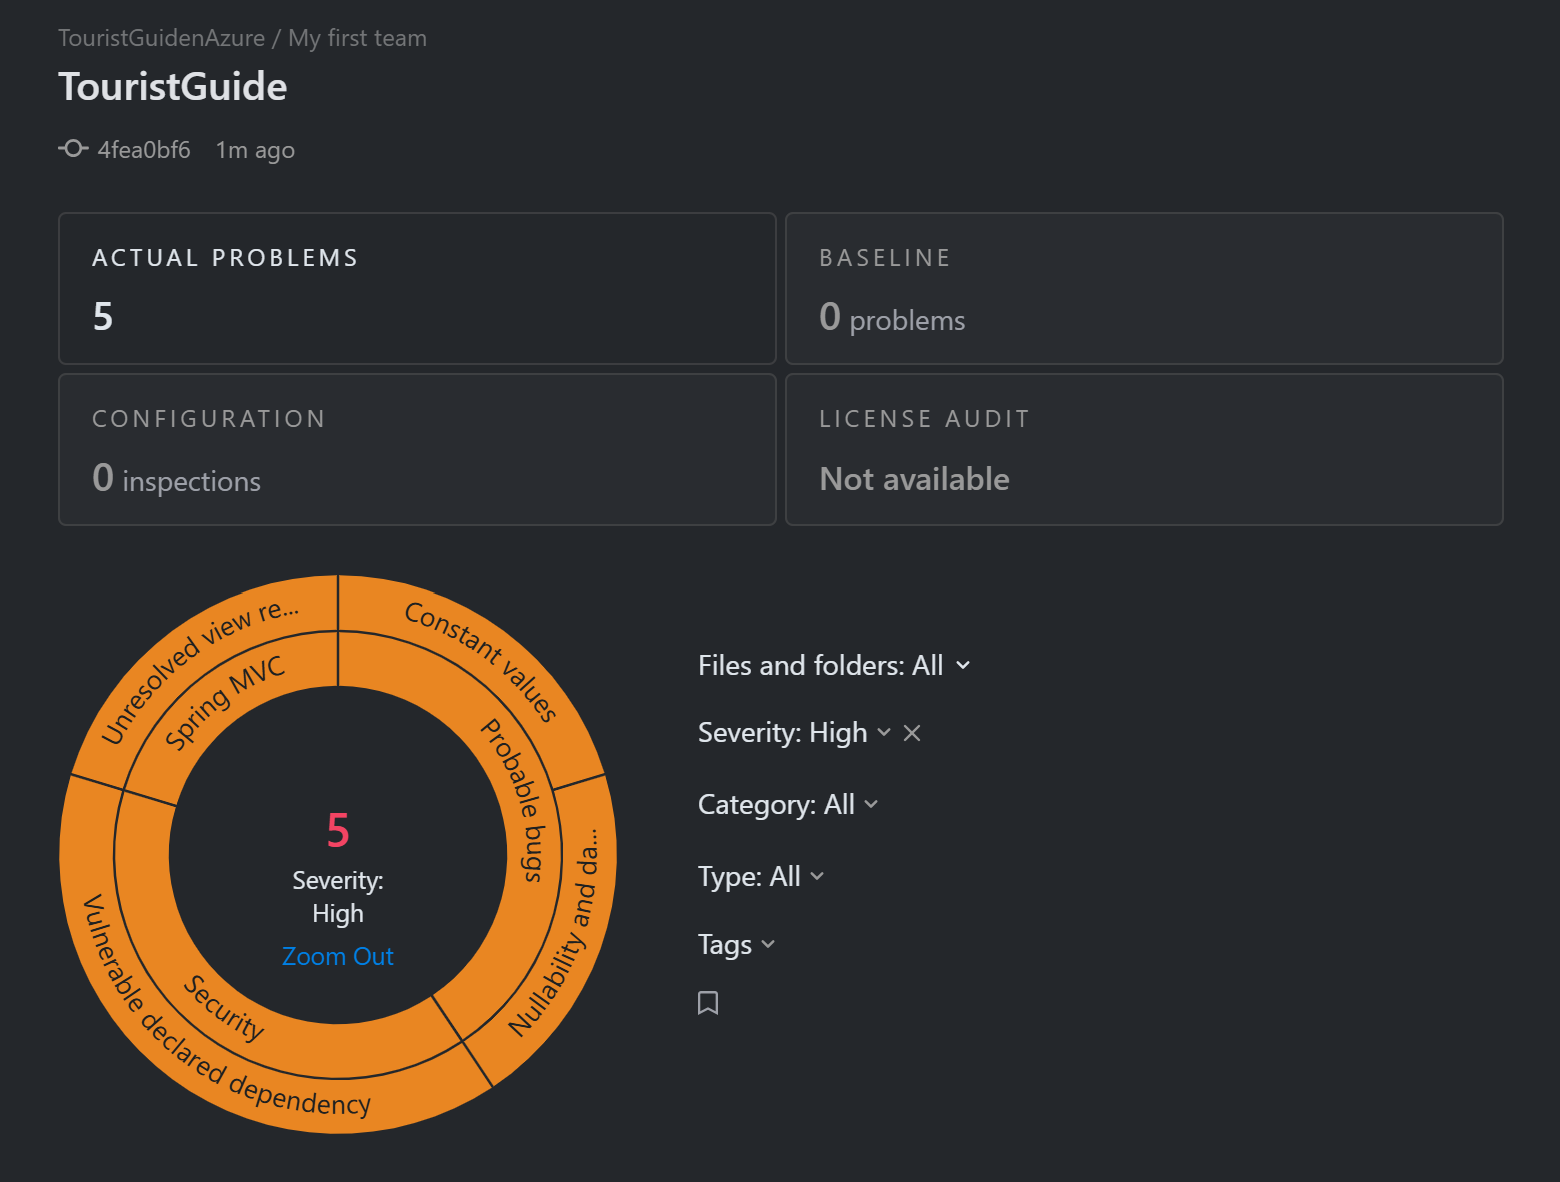 TouristGuidenAzure / My first team
TouristGuide
4fea0bf6 1m ago
ACTUAL PROBLEMS
5
BASELINE
0 problems
CONFIGURATION
0 inspections
LICENSE AUDIT
Not available
Unresolved view re...
Constant values
Spring MVC
Probable bugs
Nullability and da...
Security
Vulnerable declared dependency
5
Severity:
High
Zoom Out
Files and folders: All
Severity: High
Category: All
Type: All
Tags